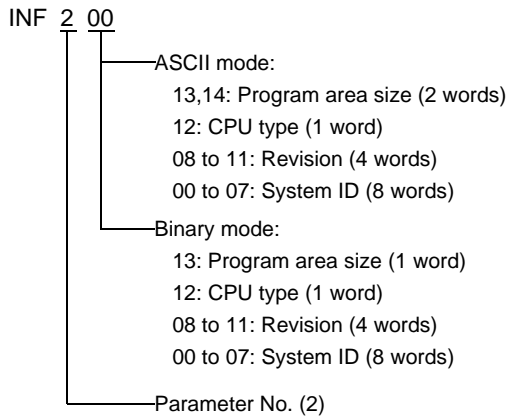 INF 2 00
ASCII mode:
13,14: Program area size (2 words)
12: CPU type (1 word)
08 to 11: Revision (4 words)
00 to 07: System ID (8 words)
Binary mode:
13: Program area size (1 word)
12: CPU type (1 word)
08 to 11: Revision (4 words)
00 to 07: System ID (8 words)
Parameter No. (2)